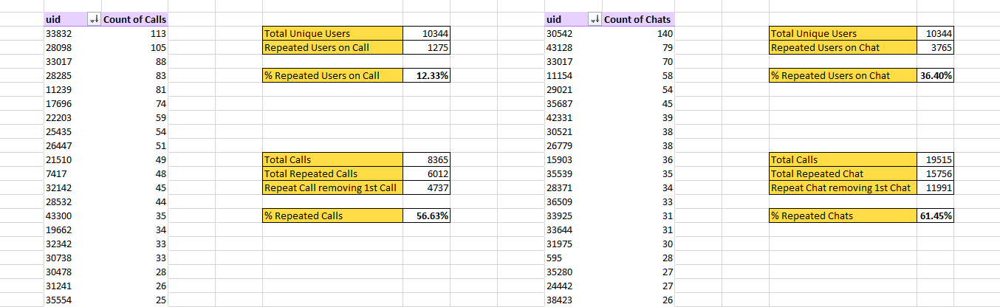 uid Count of Calls uid Count of Chats
33832 113 Total Unique Users 10344 30542 140 Total Unique Users 10344
28098 105 Repeated Users on Call 1275 43128 79 Repeated Users on Chat 3765
33017 88 33017 70
28285 83 % Repeated Users on Call 12.33% 11154 58 % Repeated Users on Chat 36.40%
11239 81 29021 54
17696 74 35687 45
22203 59 42331 39
25435 54 30521 38
26447 51 26779 38
21510 49 Total Calls 8365 15903 36 Total Calls 19515
7417 48 Total Repeated Calls 6012 35539 35 Total Repeated Chat 15756
32142 45 Repeat Call removing 1st Call 4737 28371 34 Repeat Chat removing 1st Chat 11991
28532 44 36509 33
43300 35 % Repeated Calls 56.63% 33925 31 % Repeated Chats 61.45%
19662 34 33644 31
32342 33 31975 30
30738 33 595 28
30478 28 35280 27
31241 26 24442 27
35554 25 38423 26